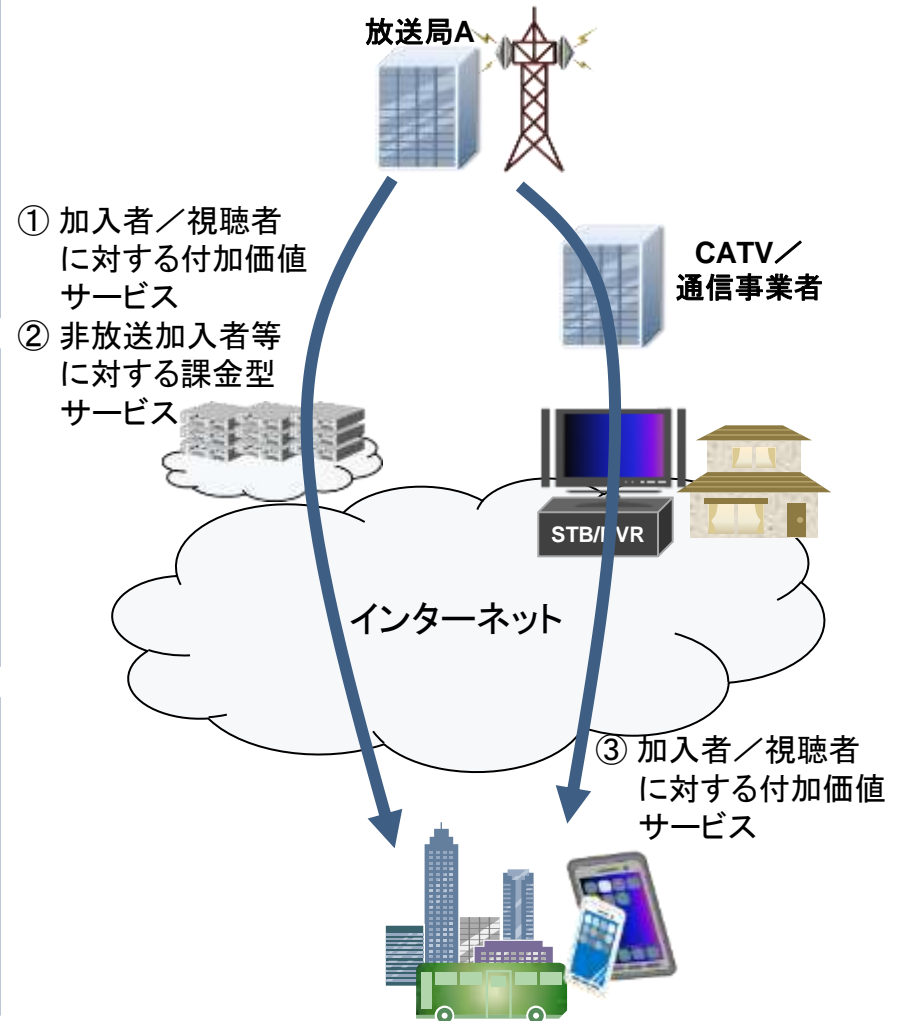 放送局A
① 加入者／視聴者
に対する付加価値
サービス
② 非放送加入者等
に対する課金型
サービス
CATV／
通信事業者
STB/PVR
インターネット
③ 加入者／視聴者
に対する付加価値
サービス